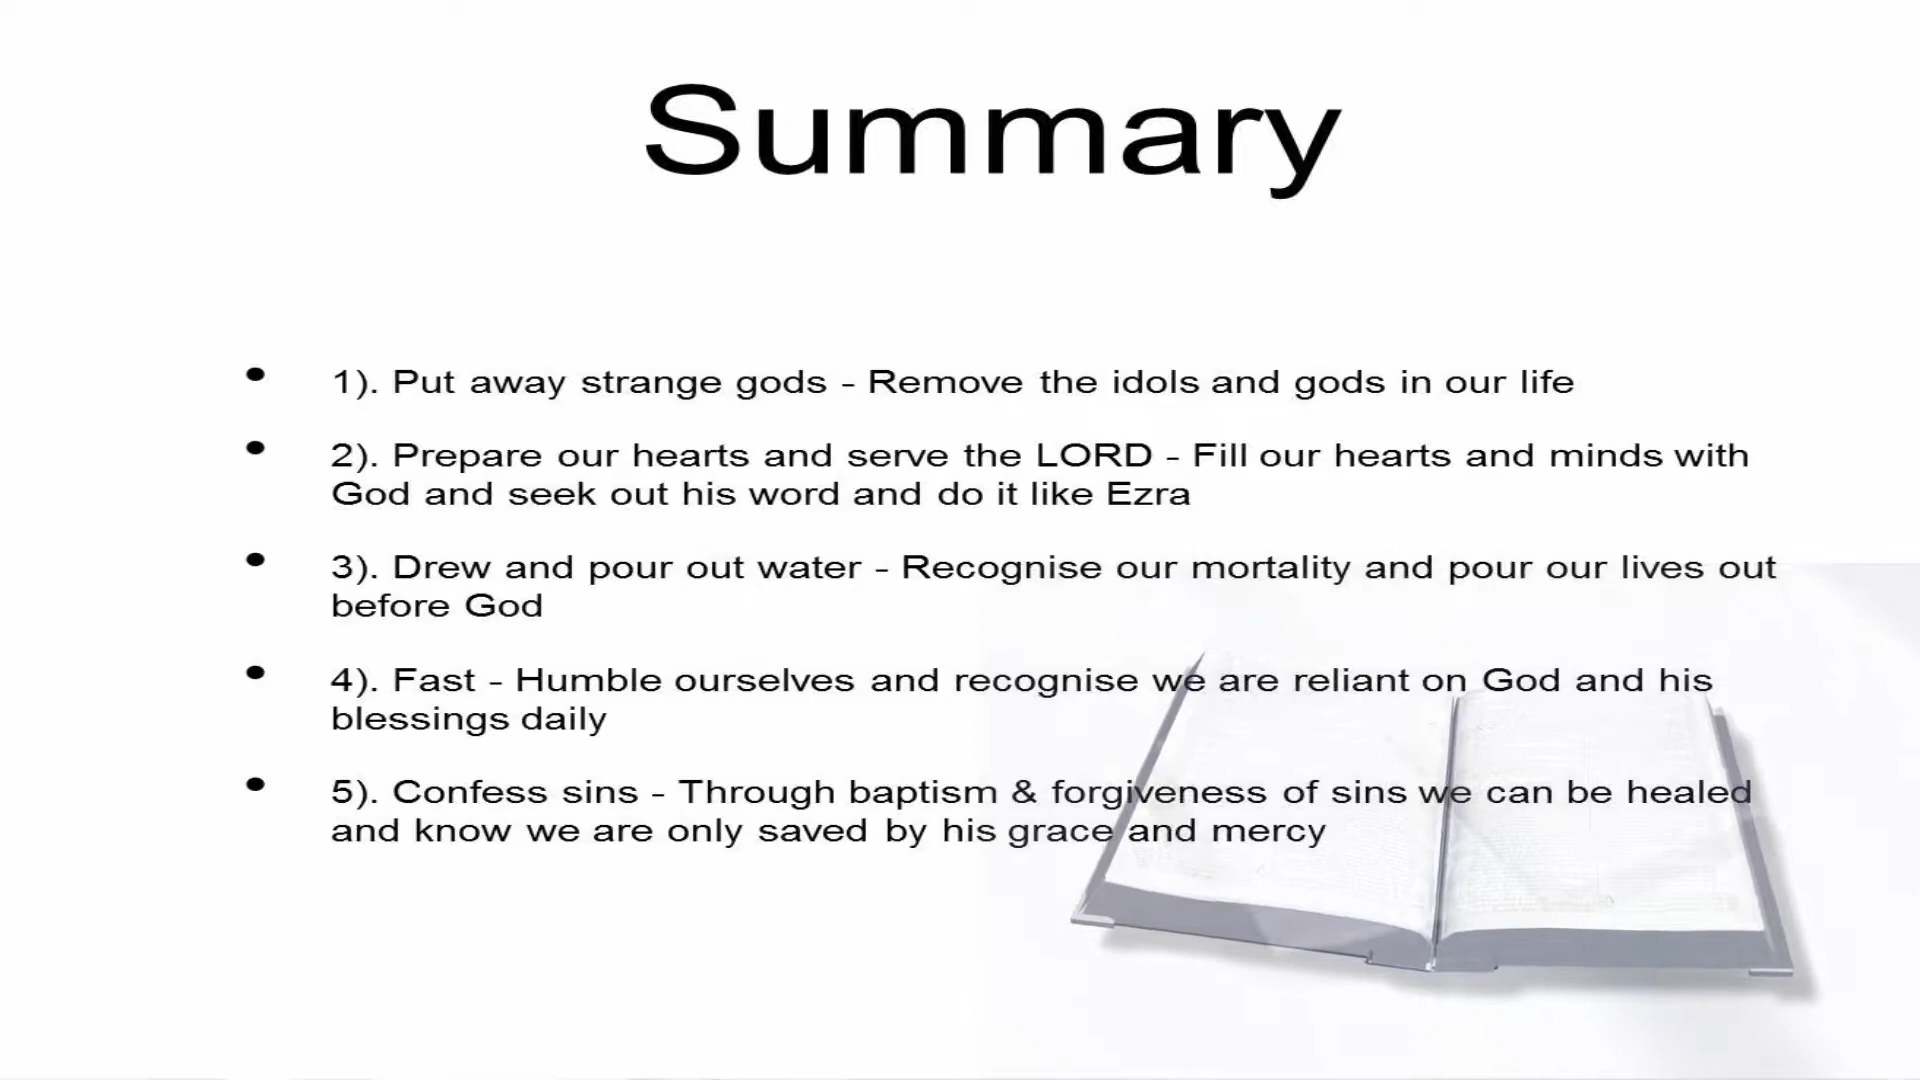 Summary
• 1). Put away strange gods - Remove the idols and gods in our life
• 2). Prepare our hearts and serve the LORD - Fill our hearts and minds with
God and seek out his word and do it like Ezra
• 3). Drew and pour out water - Recognise our mortality and pour our lives out
before God
• 4). Fast - Humble ourselves and recognise we are reliant on God and his
blessings daily
• 5). Confess sins - Through baptism & forgiveness of sins we can be healed
and know we are only saved by his grace and mercy